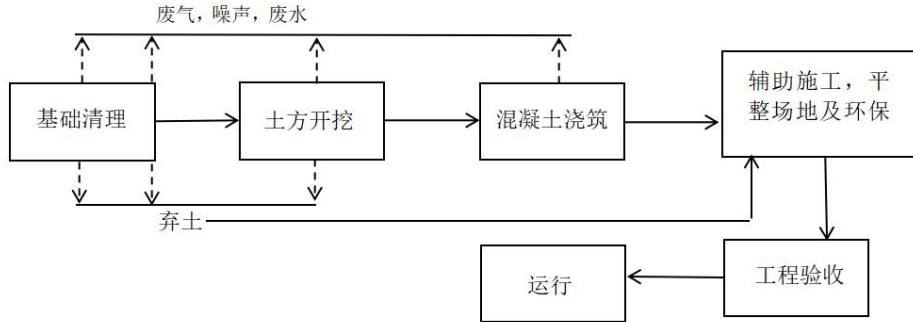 废气，噪声，废水
基础清理
土方开挖
混凝土浇筑
辅助施工，平
整场地及环保
弃土
运行
工程验收